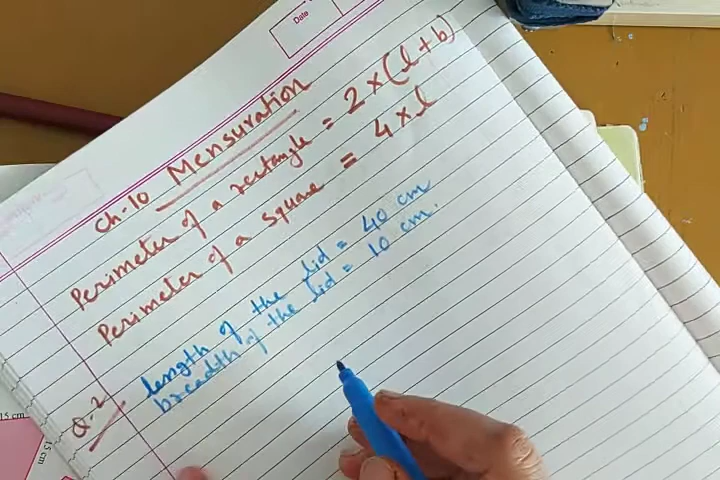 Date
Ch-10 Mensuration
Perimeter of a rectangle = 2×(l+b)
Perimeter of a square = 4×l
Q-2 length of the lid = 40 cm
breadth of the lid = 10 cm.
15 cm
15 cm